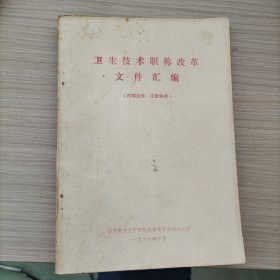 卫生技术职称改革
文件汇编
(内部文件 注意保存)
一九八六年十月